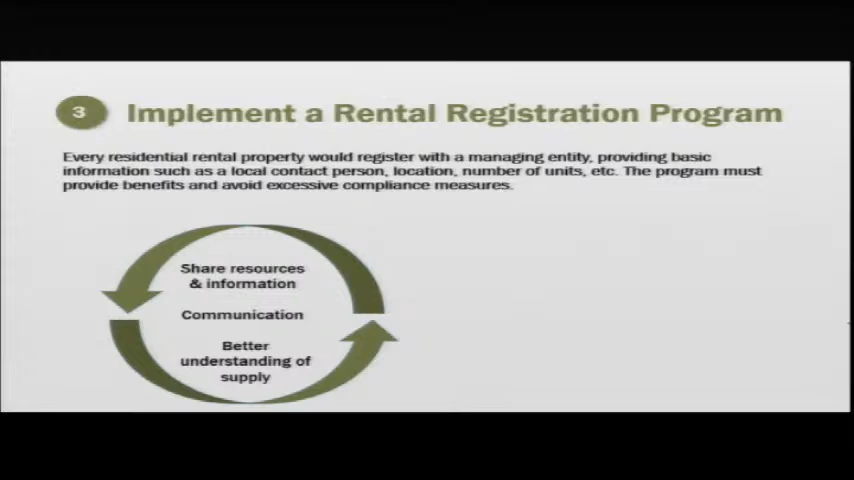 3
Implement a Rental Registration Program
Every residential rental property would register with a managing entity, providing basic
information such as a local contact person, location, number of units, etc. The program must
provide benefits and avoid excessive compliance measures.
Share resources
& information
Communication
Better
understanding of
supply